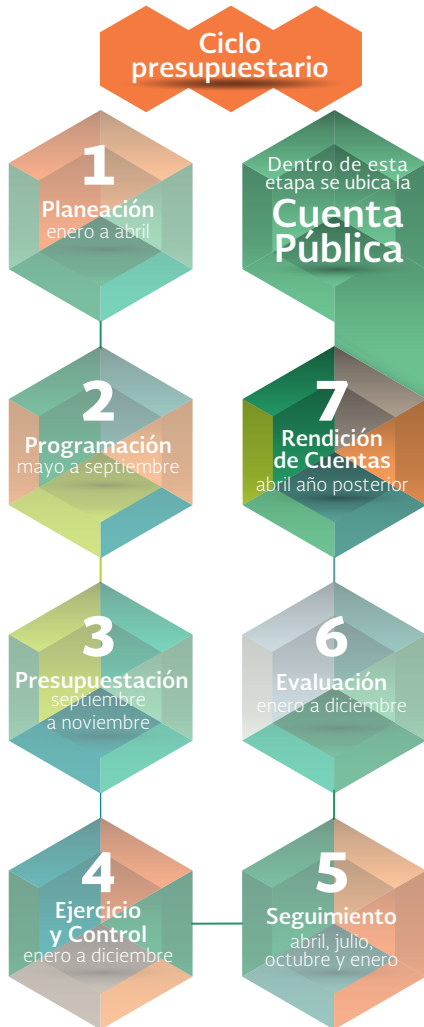 Ciclo
presupuestario
1
Planeación
enero a abril
2
Programación
mayo a septiembre
3
Presupuestación
septiembre
a noviembre
4
Ejercicio
y Control
enero a diciembre
5
Seguimiento
abril, julio,
octubre y enero
6
Evaluación
enero a diciembre
7
Rendición
de Cuentas
abril año posterior
Dentro de esta
etapa se ubica la
Cuenta
Pública